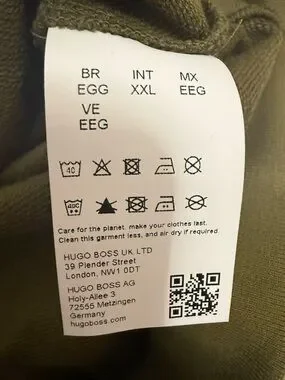 BR INT MX
EGG XXL EEG
VE
EEG
40
Care for the planet, make your clothes last.
Clean this garment less, and air dry if required.
HUGO BOSS UK LTD
39 Plender Street
London, NW1 0DT
HUGO BOSS AG
Holy-Allee 3
72555 Metzingen
Germany
hugoboss.com